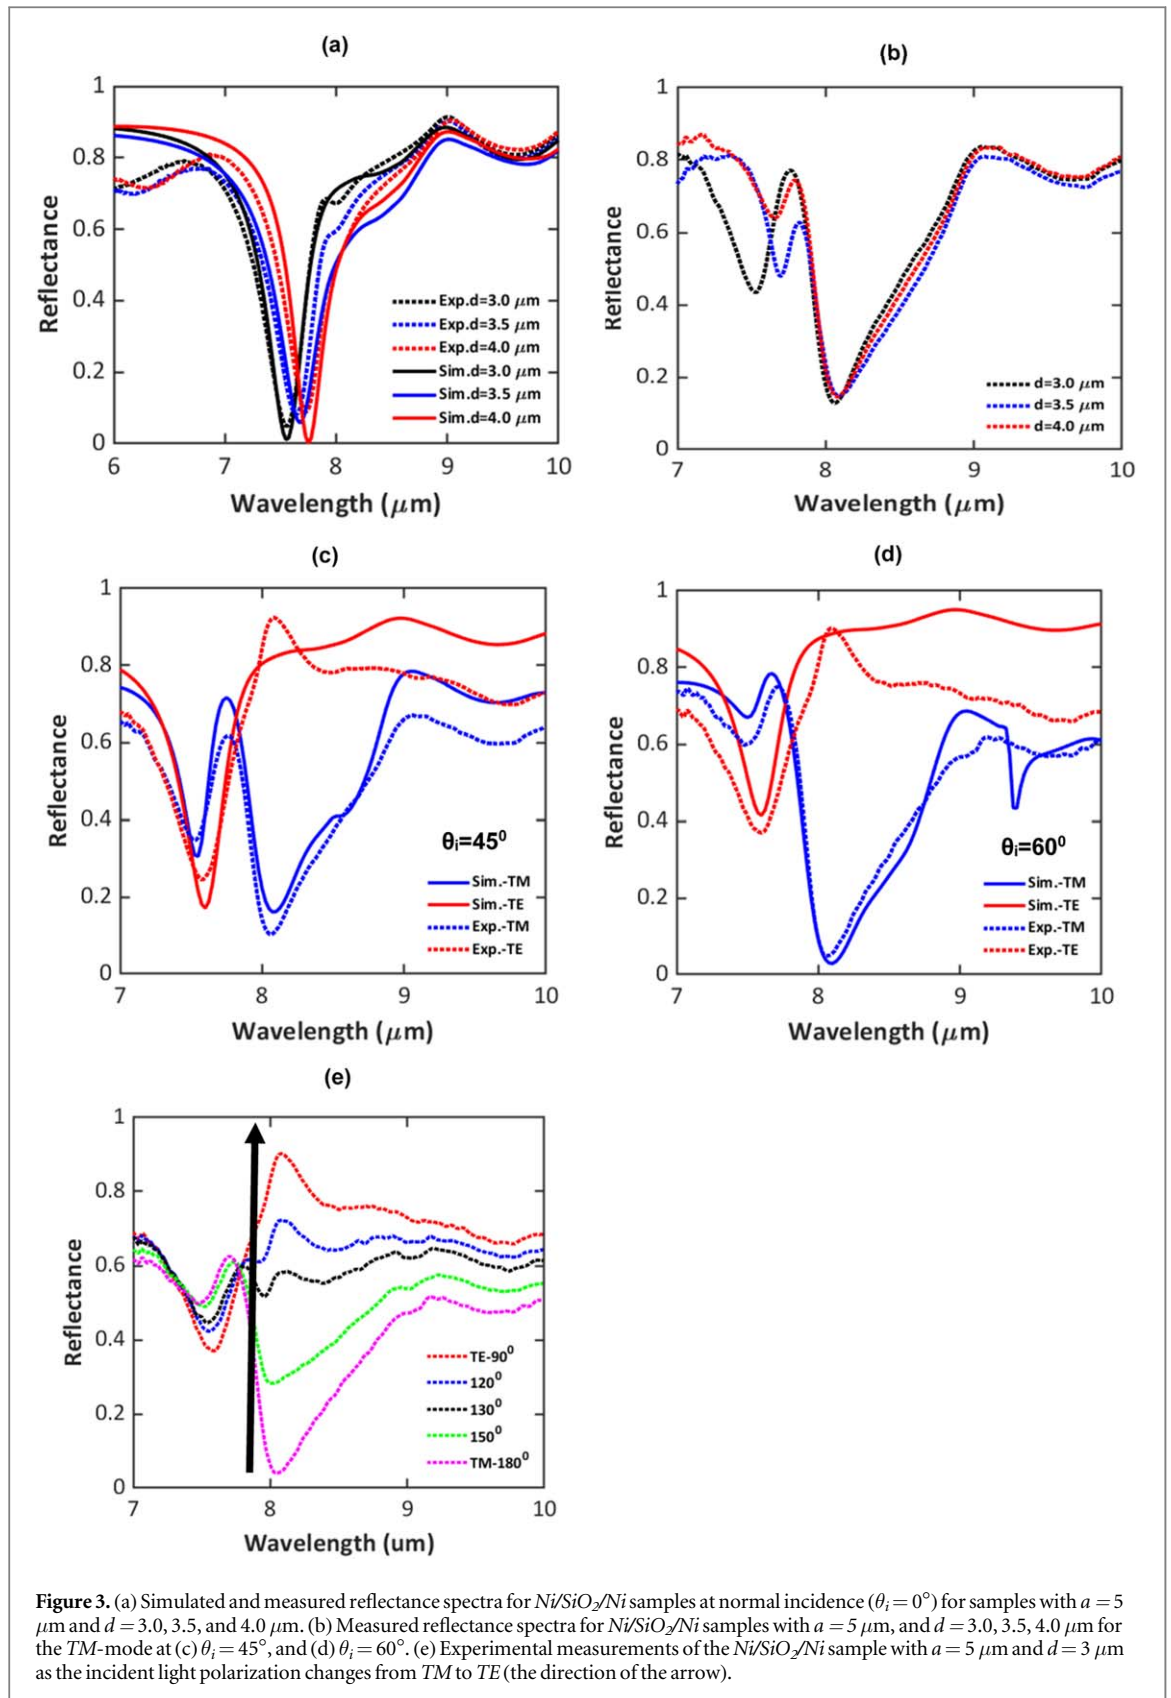 (a)
1
0.8
0.6
0.4
0.2
0
Reflectance
Exp.d=3.0 μm
Exp.d=3.5 μm
Exp.d=4.0 μm
Sim.d=3.0 μm
Sim.d=3.5 μm
Sim.d=4.0 μm
6 7 8 9 10
Wavelength (μm)
(b)
1
0.8
0.6
0.4
0.2
0
Reflectance
d=3.0 μm
d=3.5 μm
d=4.0 μm
7 8 9 10
Wavelength (μm)
(c)
1
0.8
0.6
0.4
0.2
0
Reflectance
θi=45⁰
Sim.-TM
Sim.-TE
Exp.-TM
Exp.-TE
7 8 9 10
Wavelength (μm)
(d)
1
0.8
0.6
0.4
0.2
0
Reflectance
θi=60⁰
Sim.-TM
Sim.-TE
Exp.-TM
Exp.-TE
7 8 9 10
Wavelength (μm)
(e)
1
0.8
0.6
0.4
0.2
0
Reflectance
TE-90⁰
120⁰
130⁰
150⁰
TM-180⁰
7 8 9 10
Wavelength (um)
Figure 3. (a) Simulated and measured reflectance spectra for Ni/SiO₂/Ni samples at normal incidence (θi = 0°) for samples with a = 5
μm and d = 3.0, 3.5, and 4.0 μm. (b) Measured reflectance spectra for Ni/SiO₂/Ni samples with a = 5 μm, and d = 3.0, 3.5, 4.0 μm for
the TM-mode at (c) θi = 45°, and (d) θi = 60°. (e) Experimental measurements of the Ni/SiO₂/Ni sample with a = 5 μm and d = 3 μm
as the incident light polarization changes from TM to TE (the direction of the arrow).